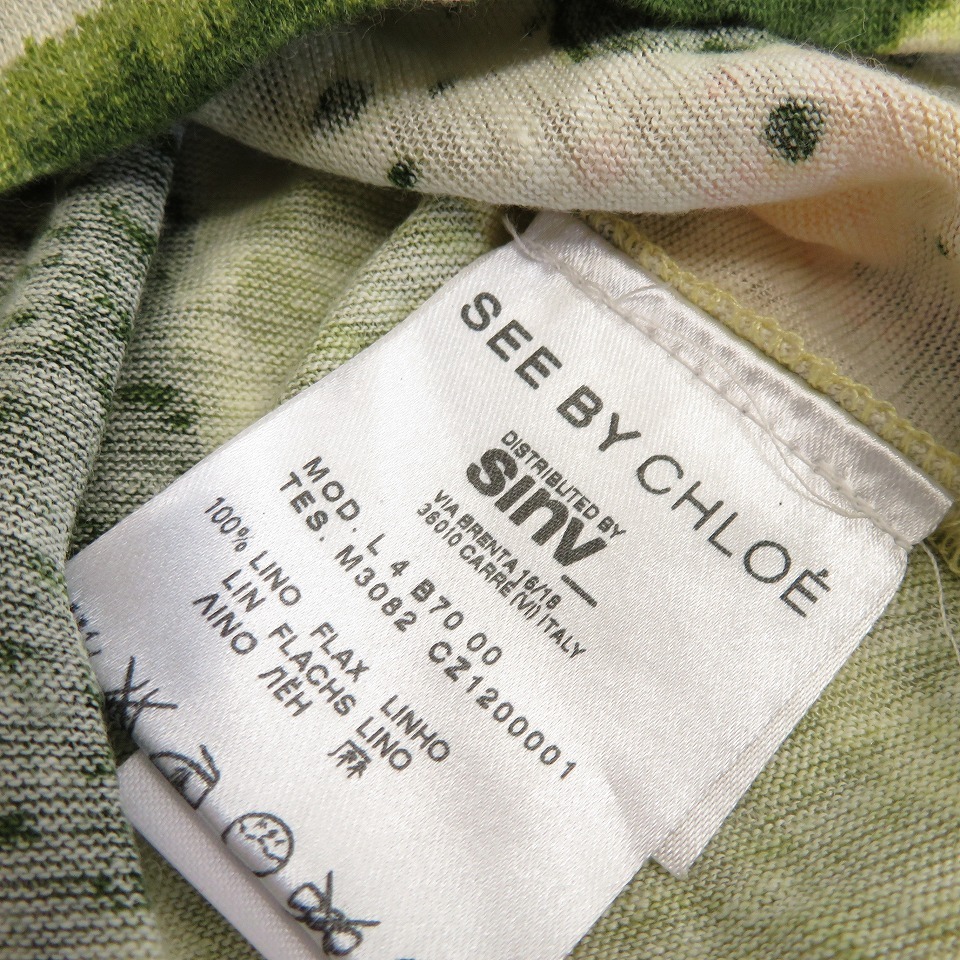 SEE BY CHLOÉ
DISTRIBUTED BY
sinv
VIA BRENTA 16/18
36010 CARRÈ (VI) ITALY
MOD. L 4 B70 00
TES. M3082 CZ1200001
100% LINO FLAX LINHO
LIN FLACHS LINO
ΛΙΝΟ ЛЁН 麻